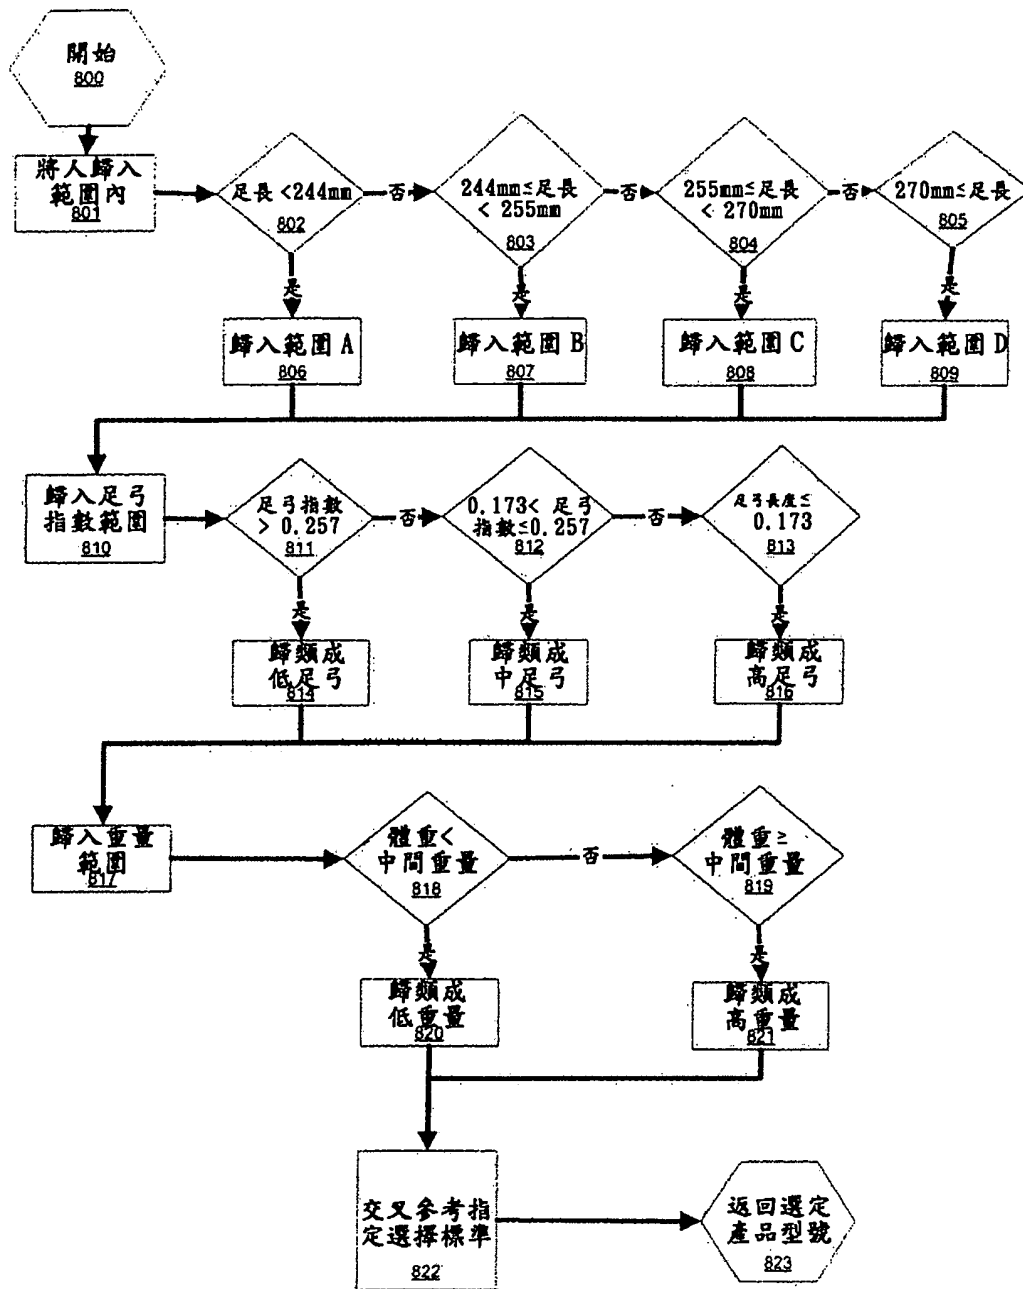 開始
800
將人歸入
範圍內
801
足長<244mm
802
否
244mm≤足長
< 255mm
803
否
255mm≤足長
< 270mm
804
否
270mm≤足長
805
是
是
是
是
歸入範圍 A
806
歸入範圍 B
807
歸入範圍 C
808
歸入範圍 D
809
歸入足弓
指數範圍
810
足弓指數
> 0.257
811
否
0.173< 足弓
指數≤0.257
812
否
足弓長度≤
0.173
813
是
是
是
歸類成
低足弓
814
歸類成
中足弓
815
歸類成
高足弓
816
歸入重量
範圍
817
體重<
中間重量
818
否
體重≥
中間重量
819
是
是
歸類成
低重量
820
歸類成
高重量
821
交叉參考指
定選擇標準
822
返回選定
產品型號
823